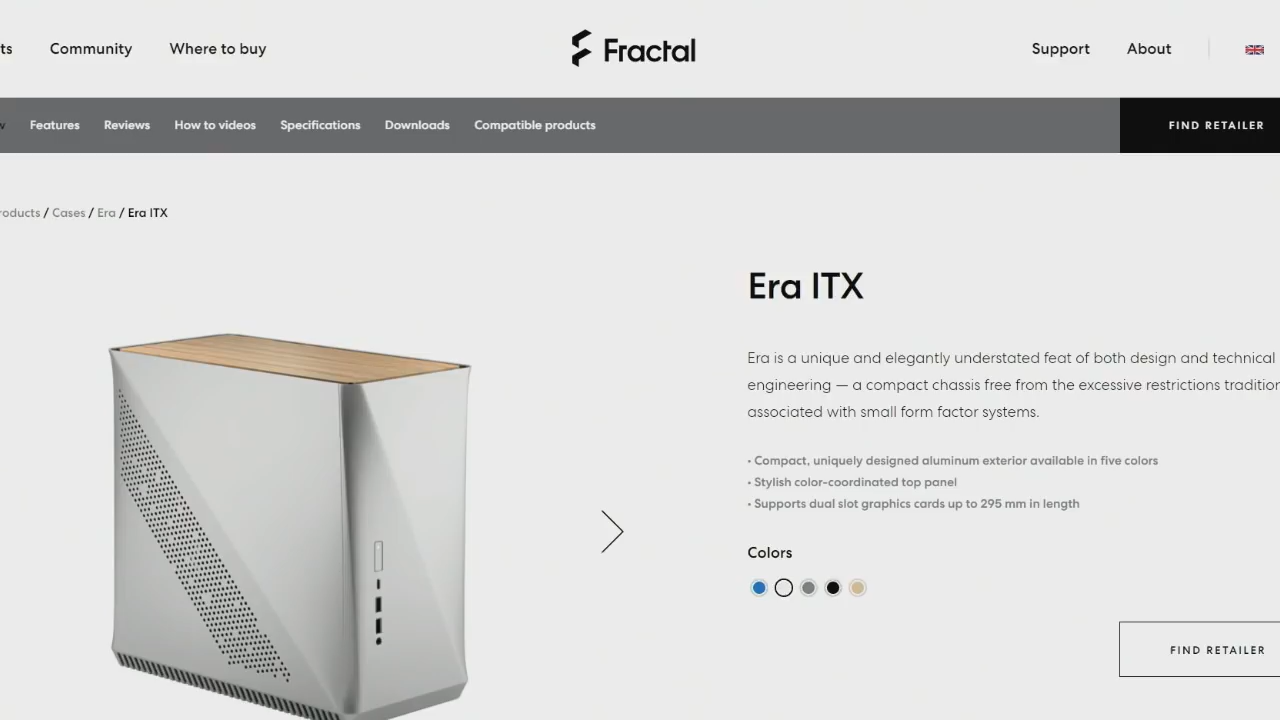 ts Community Where to buy Fractal Support About
Features Reviews How to videos Specifications Downloads Compatible products FIND RETAILER
roducts / Cases / Era / Era ITX
Era ITX
Era is a unique and elegantly understated feat of both design and technical
engineering — a compact chassis free from the excessive restrictions tradition
associated with small form factor systems.
• Compact, uniquely designed aluminum exterior available in five colors
• Stylish color-coordinated top panel
• Supports dual slot graphics cards up to 295 mm in length
Colors
FIND RETAILER